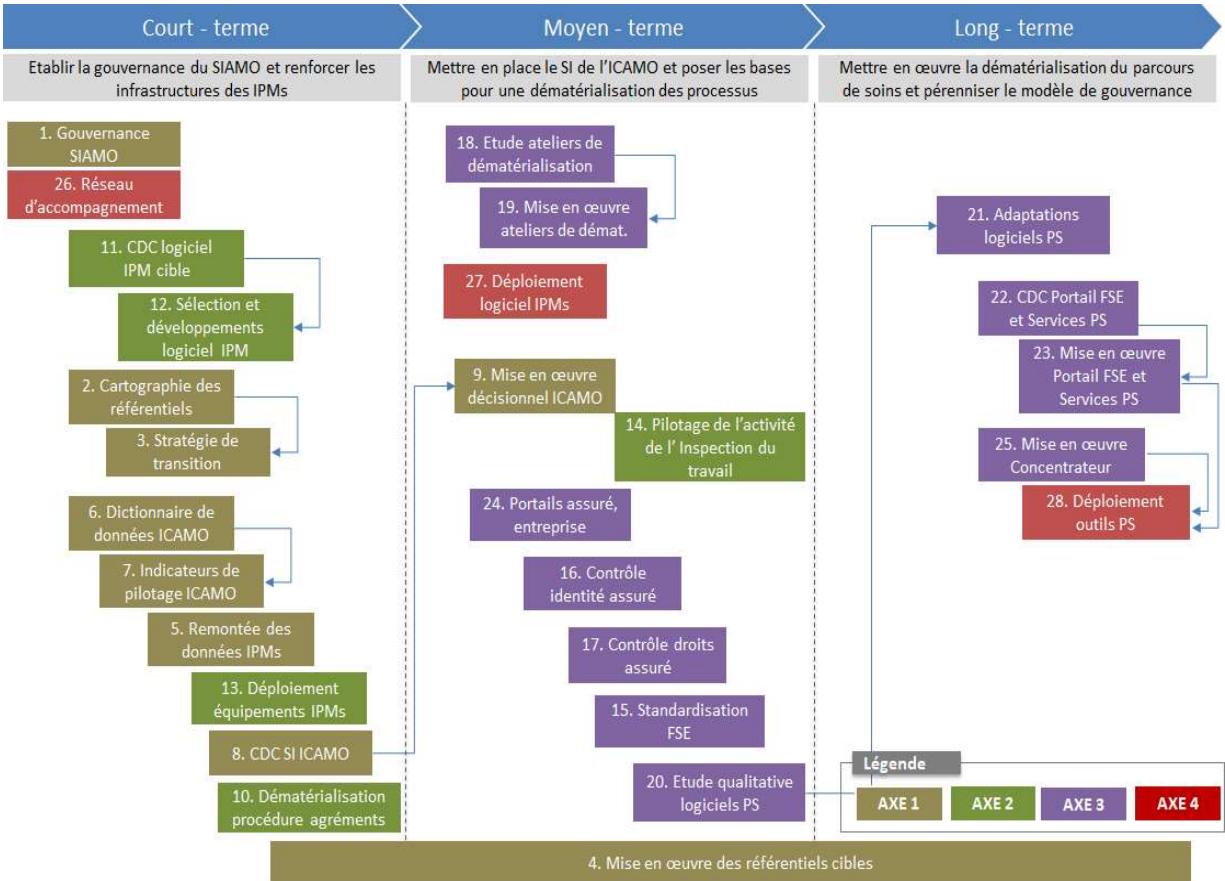 Court - terme
Moyen - terme
Long - terme
Etablir la gouvernance du SIAMO et renforcer les
infrastructures des IPMs
Mettre en place le SI de l'ICAMO et poser les bases
pour une dématérialisation des processus
Mettre en œuvre la dématérialisation du parcours
de soins et pérenniser le modèle de gouvernance
1. Gouvernance
SIAMO
26. Réseau
d'accompagnement
11. CDC logiciel
IPM cible
12. Sélection et
développements
logiciel IPM
2. Cartographie des
référentiels
3. Stratégie de
transition
6. Dictionnaire de
données ICAMO
7. Indicateurs de
pilotage ICAMO
5. Remontée des
données IPMs
13. Déploiement
équipements IPMs
8. CDC SI ICAMO
10. Dématérialisation
procédure agréments
18. Etude ateliers de
dématérialisation
19. Mise en œuvre
ateliers de démat.
27. Déploiement
logiciel IPMs
9. Mise en œuvre
décisionnel ICAMO
14. Pilotage de l'activité
de l' Inspection du
travail
24. Portails assuré,
entreprise
16. Contrôle
identité assuré
17. Contrôle droits
assuré
15. Standardisation
FSE
20. Etude qualitative
logiciels PS
21. Adaptations
logiciels PS
22. CDC Portail FSE
et Services PS
23. Mise en œuvre
Portail FSE et
Services PS
25. Mise en œuvre
Concentrateur
28. Déploiement
outils PS
Légende
AXE 1
AXE 2
AXE 3
AXE 4
4. Mise en œuvre des référentiels cibles